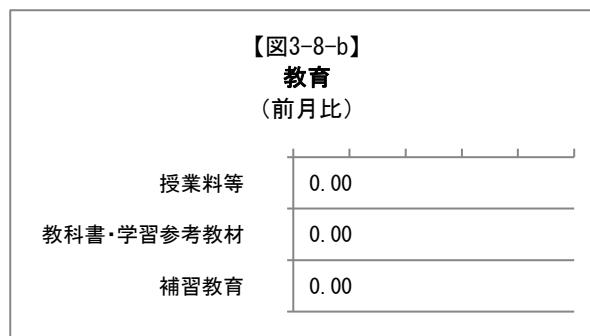 【図3-8-b】
教育
（前月比）
授業料等 0.00
教科書・学習参考教材 0.00
補習教育 0.00